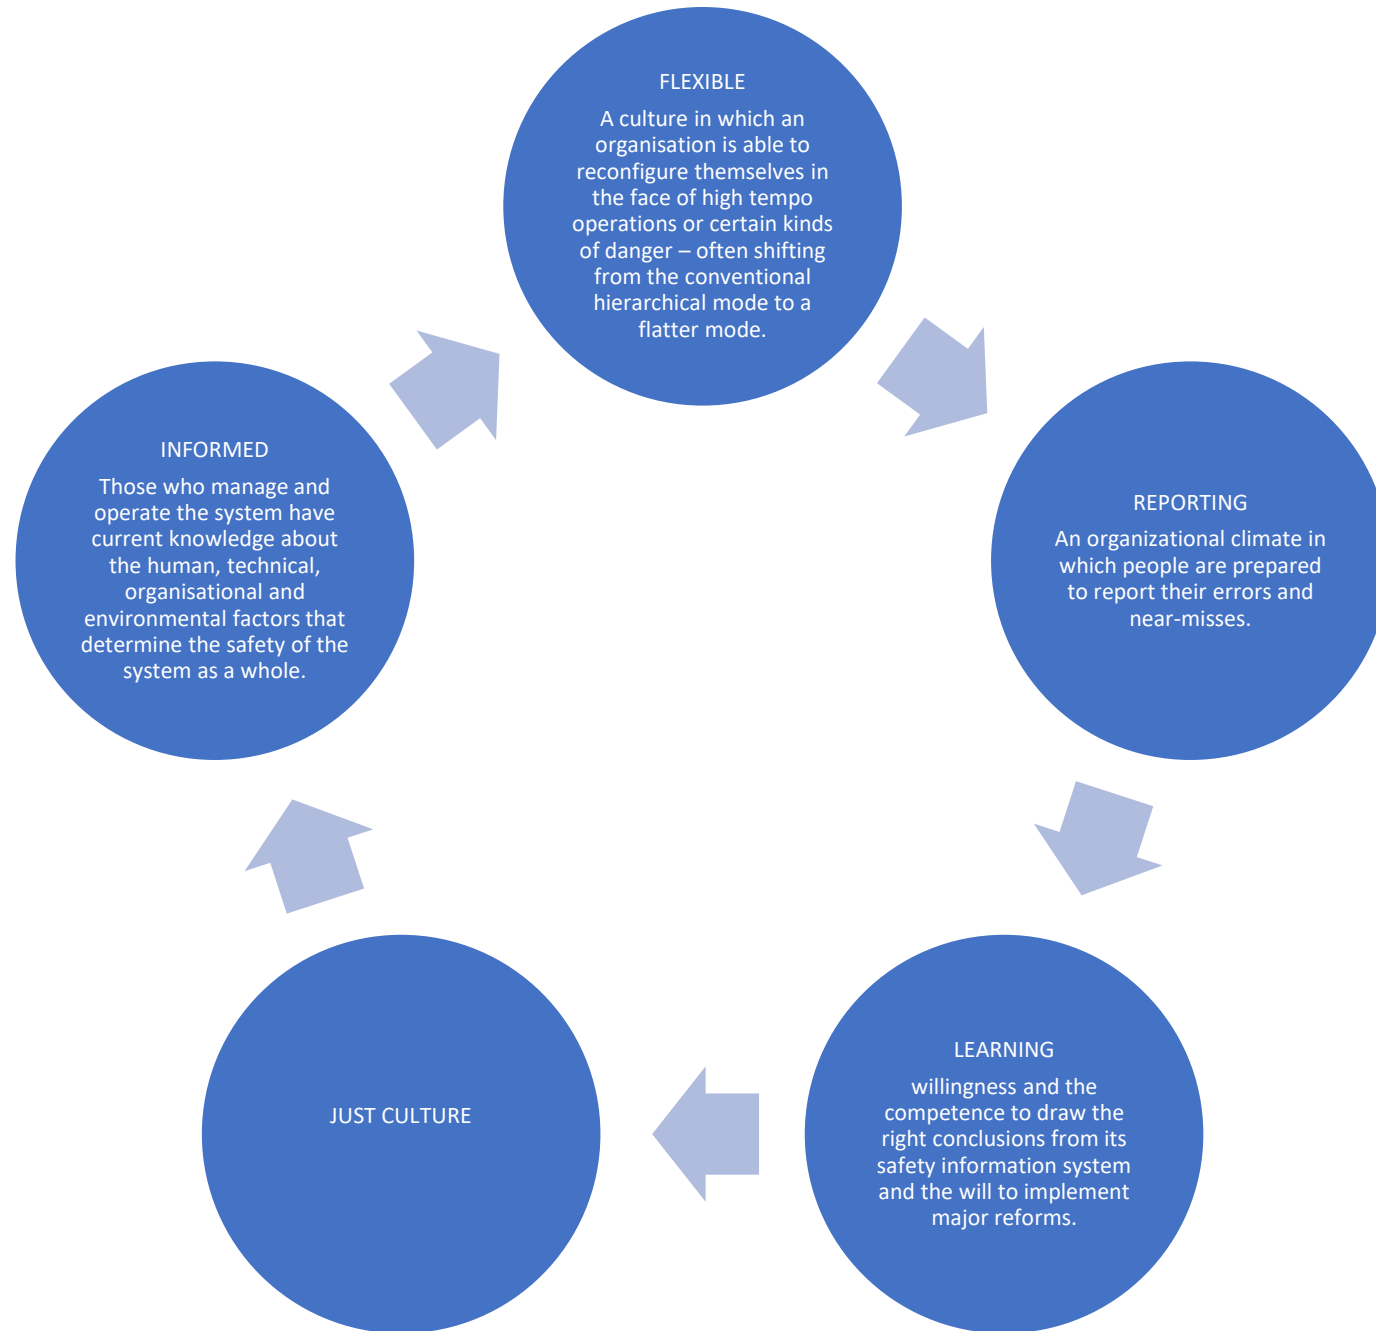 FLEXIBLE
A culture in which an
organisation is able to
reconfigure themselves in
the face of high tempo
operations or certain kinds
of danger – often shifting
from the conventional
hierarchical mode to a
flatter mode.
REPORTING
An organizational climate in
which people are prepared
to report their errors and
near-misses.
LEARNING
willingness and the
competence to draw the
right conclusions from its
safety information system
and the will to implement
major reforms.
JUST CULTURE
INFORMED
Those who manage and
operate the system have
current knowledge about
the human, technical,
organisational and
environmental factors that
determine the safety of the
system as a whole.